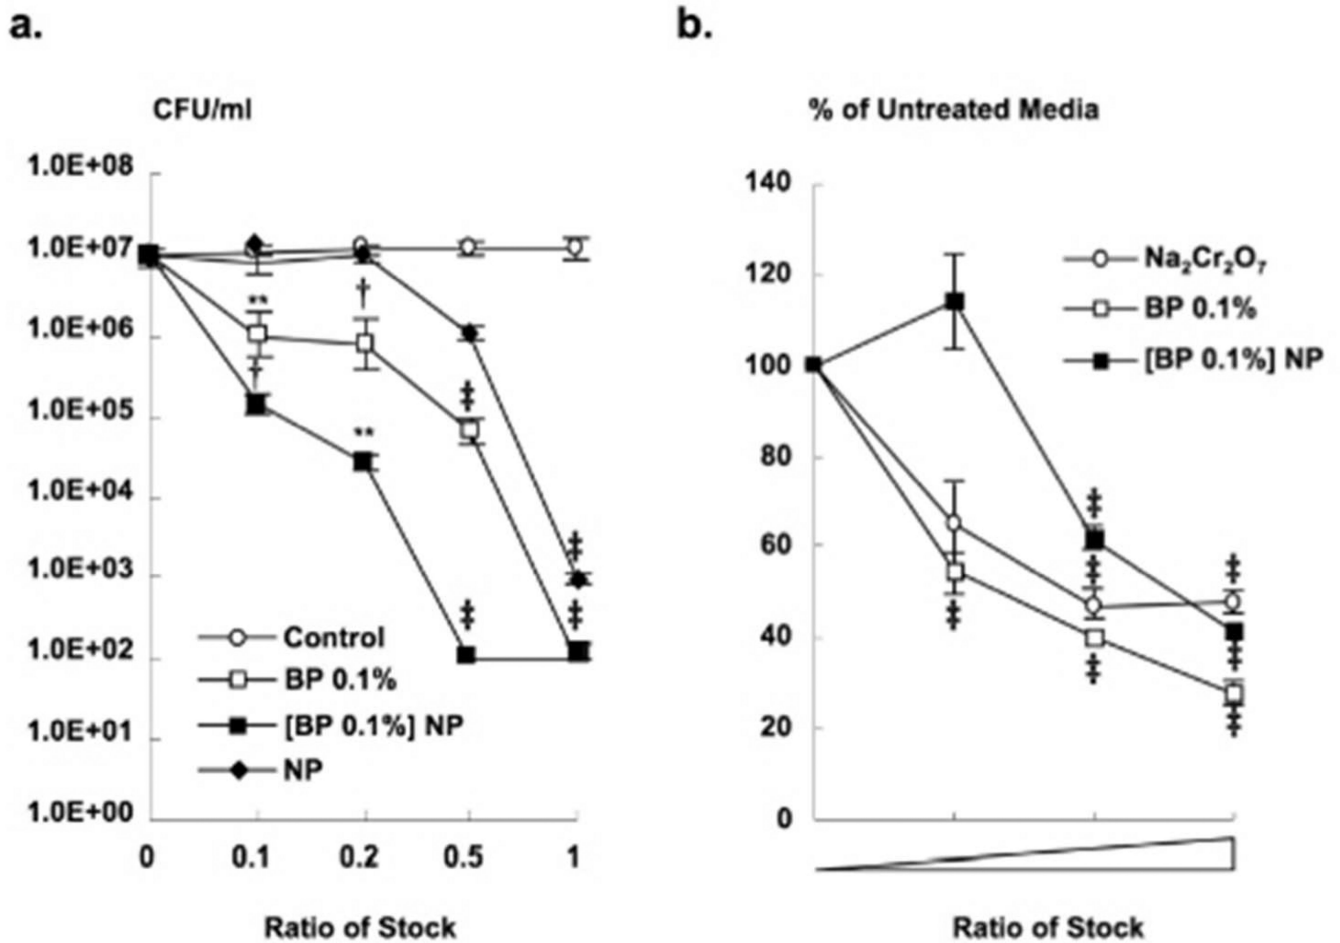 a.
CFU/ml
1.0E+08
1.0E+07
1.0E+06
1.0E+05
1.0E+04
1.0E+03
1.0E+02
1.0E+01
1.0E+00
**
†
†
**
‡
‡
‡
‡
Control
BP 0.1%
[BP 0.1%] NP
NP
0 0.1 0.2 0.5 1
Ratio of Stock
b.
% of Untreated Media
140
120
100
80
60
40
20
0
Na₂Cr₂O₇
BP 0.1%
[BP 0.1%] NP
‡
‡
‡
‡
‡
‡
‡
Ratio of Stock